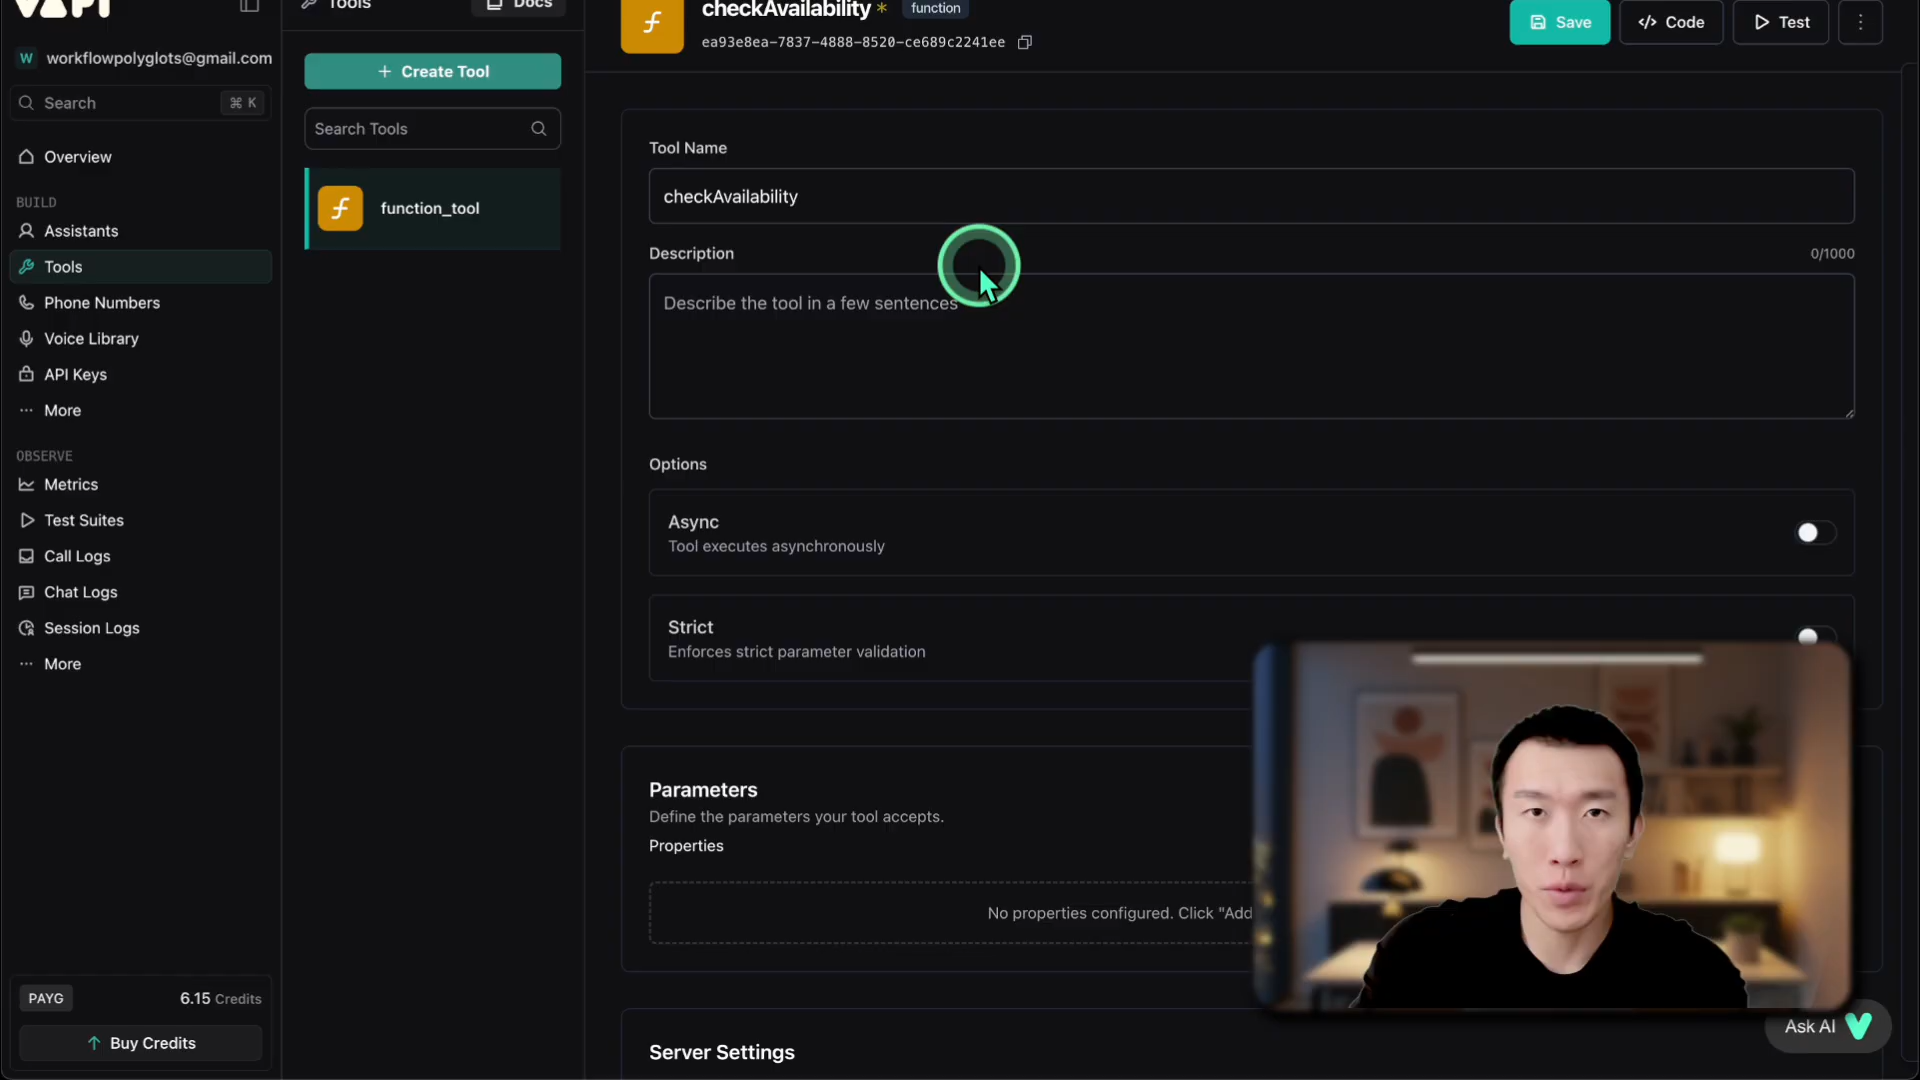 VAPI
W workflowpolyglots@gmail.com
Search ⌘ K
Overview
BUILD
Assistants
Tools
Phone Numbers
Voice Library
API Keys
More
OBSERVE
Metrics
Test Suites
Call Logs
Chat Logs
Session Logs
More
PAYG 6.15 Credits
Buy Credits
Tools Docs
+ Create Tool
Search Tools
function_tool
checkAvailability * function
ea93e8ea-7837-4888-8520-ce689c2241ee
Save </> Code Test
Tool Name
checkAvailability
Description 0/1000
Describe the tool in a few sentences
Options
Async
Tool executes asynchronously
Strict
Enforces strict parameter validation
Parameters
Define the parameters your tool accepts.
Properties
No properties configured. Click "Add
Server Settings
Ask AI